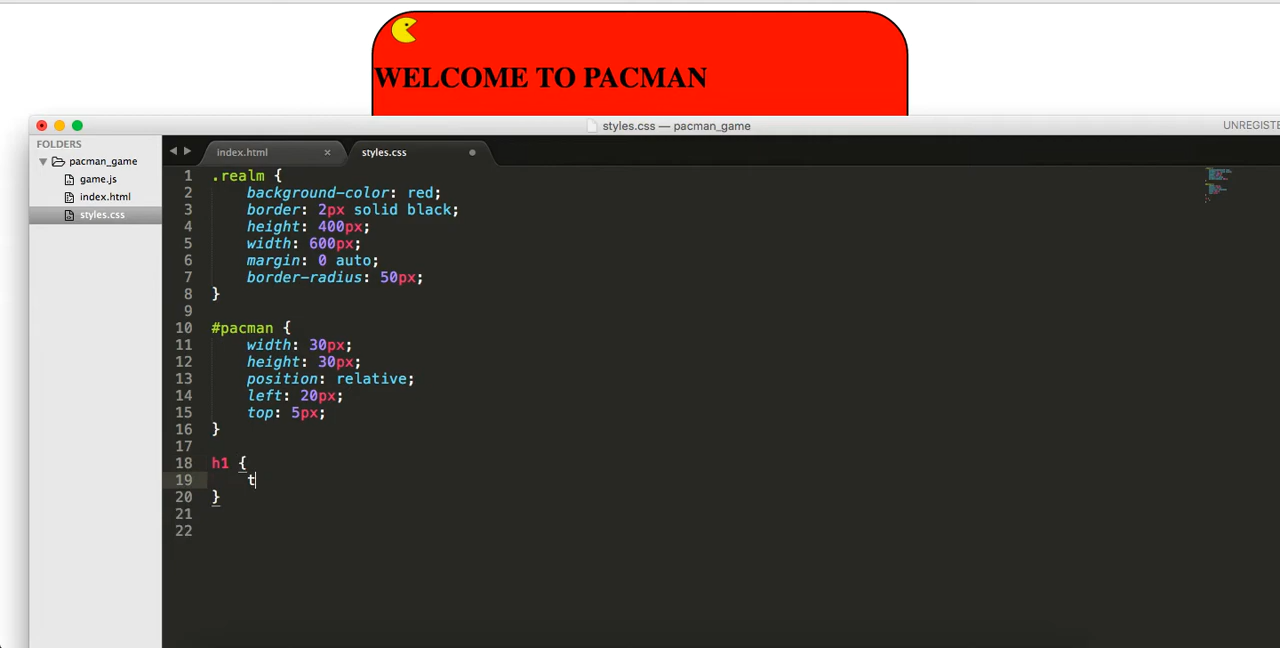 WELCOME TO PACMAN
styles.css — pacman_game
UNREGISTE
FOLDERS
pacman_game
game.js
index.html
styles.css
index.html
styles.css
1 .realm {
2 background-color: red;
3 border: 2px solid black;
4 height: 400px;
5 width: 600px;
6 margin: 0 auto;
7 border-radius: 50px;
8 }
9
10 #pacman {
11 width: 30px;
12 height: 30px;
13 position: relative;
14 left: 20px;
15 top: 5px;
16 }
17
18 h1 {
19 t
20 }
21
22